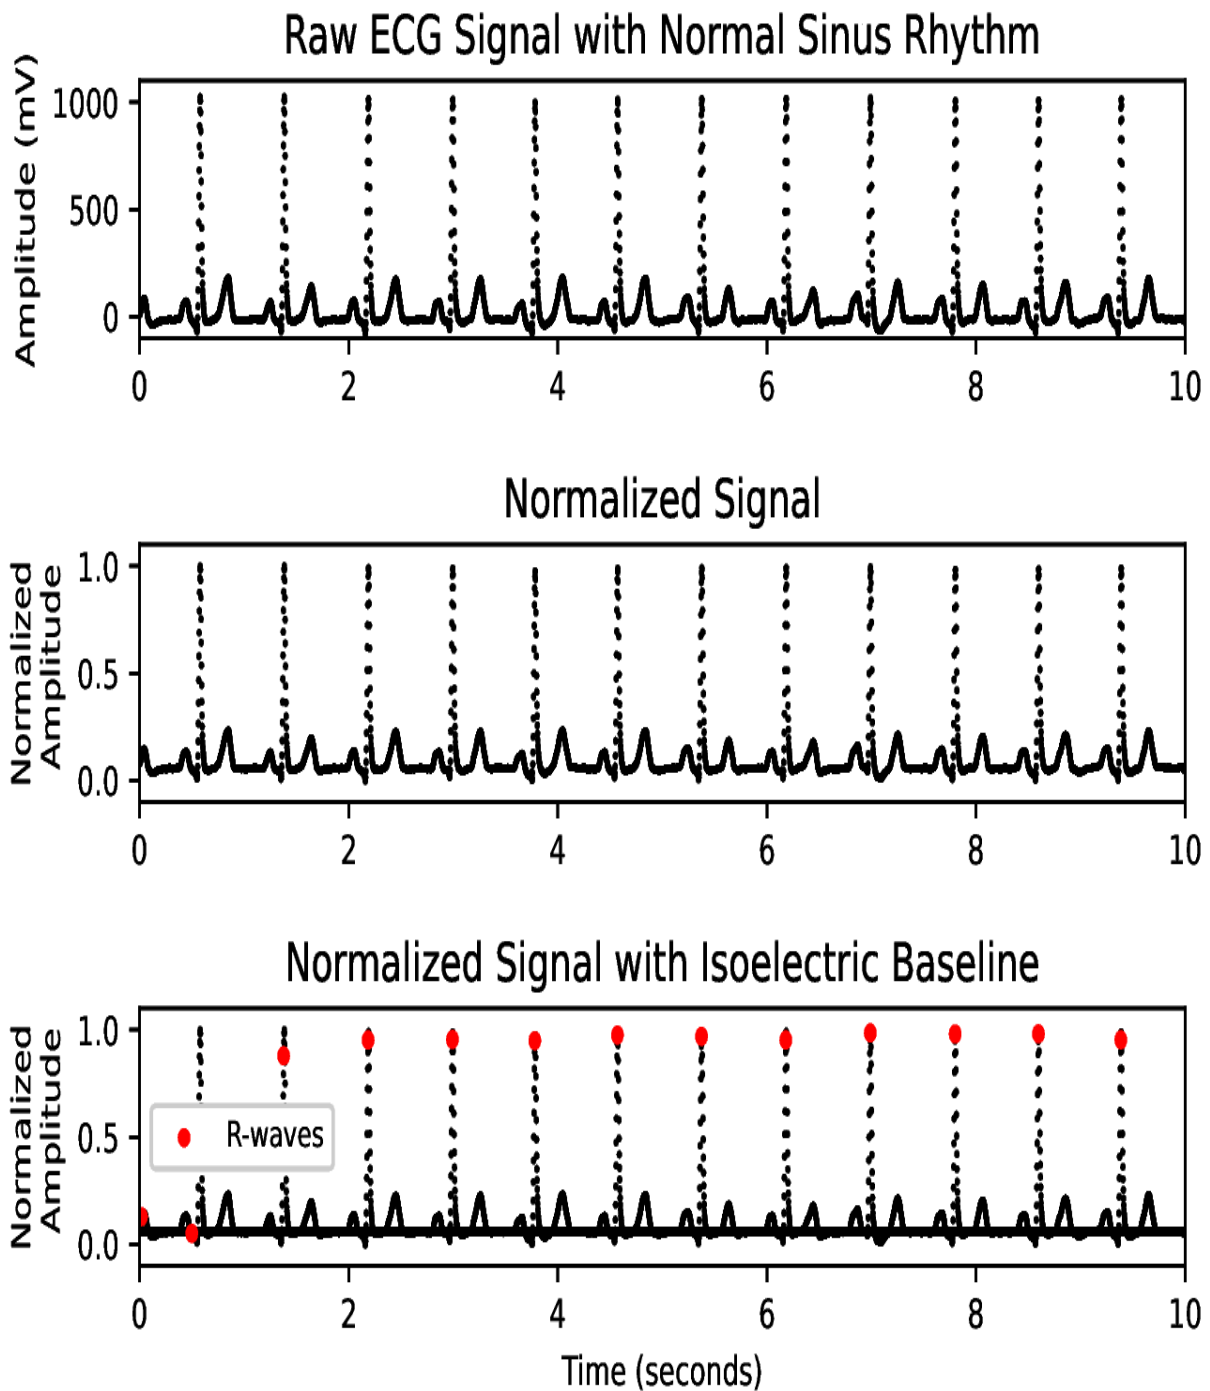 Raw ECG Signal with Normal Sinus Rhythm
Amplitude (mV)
1000
500
0
0 2 4 6 8 10
Normalized Signal
Normalized
Amplitude
1.0
0.5
0.0
0 2 4 6 8 10
Normalized Signal with Isoelectric Baseline
Normalized
Amplitude
1.0
0.5
0.0
R-waves
0 2 4 6 8 10
Time (seconds)